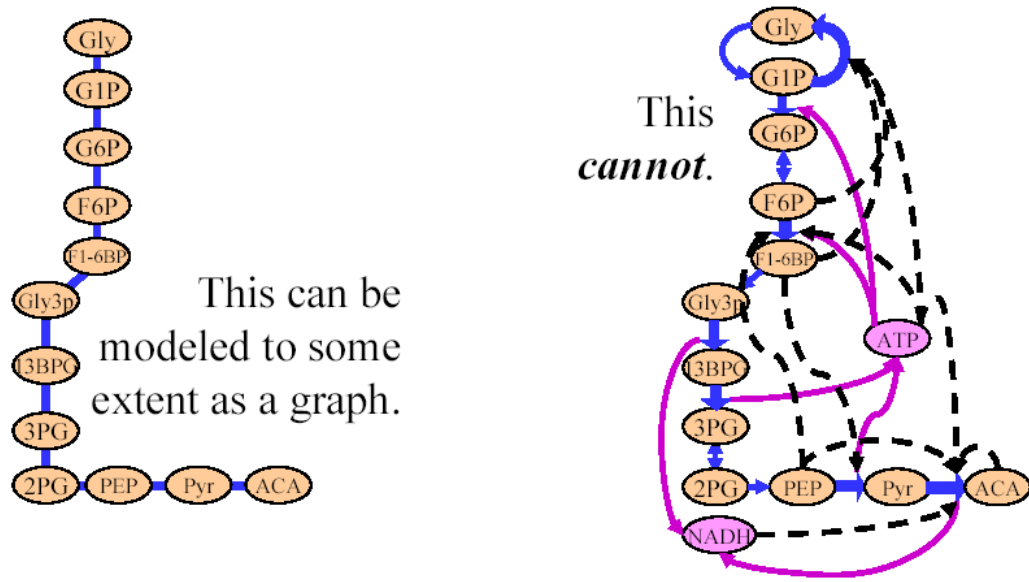 Gly
G1P
G6P
F6P
F1-6BP
Gly3p
13BPG
3PG
2PG PEP Pyr ACA
This can be
modeled to some
extent as a graph.
This
cannot.
Gly
G1P
G6P
F6P
F1-6BP
Gly3p
ATP
13BPG
3PG
2PG PEP Pyr ACA
NADH